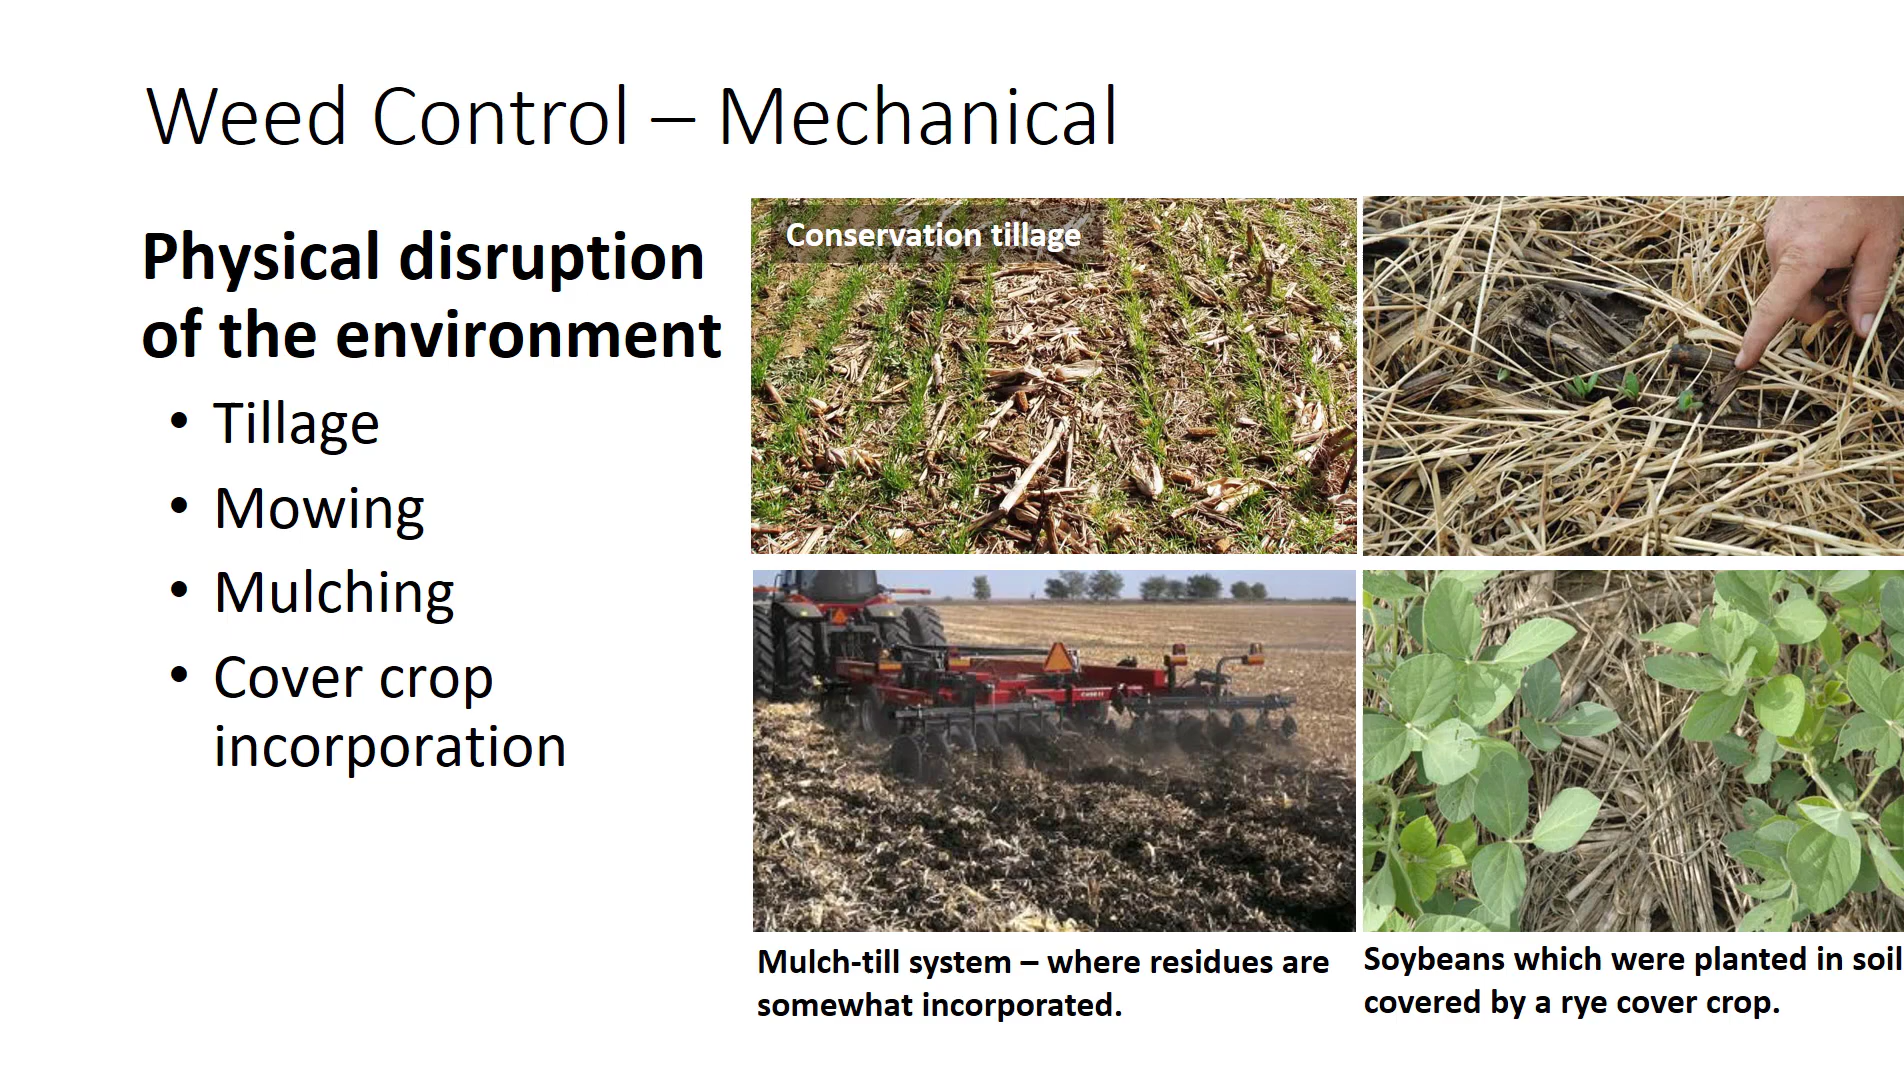 Weed Control – Mechanical
Physical disruption
of the environment
• Tillage
• Mowing
• Mulching
• Cover crop
incorporation
Conservation tillage
Mulch-till system – where residues are
somewhat incorporated.
Soybeans which were planted in soil
covered by a rye cover crop.